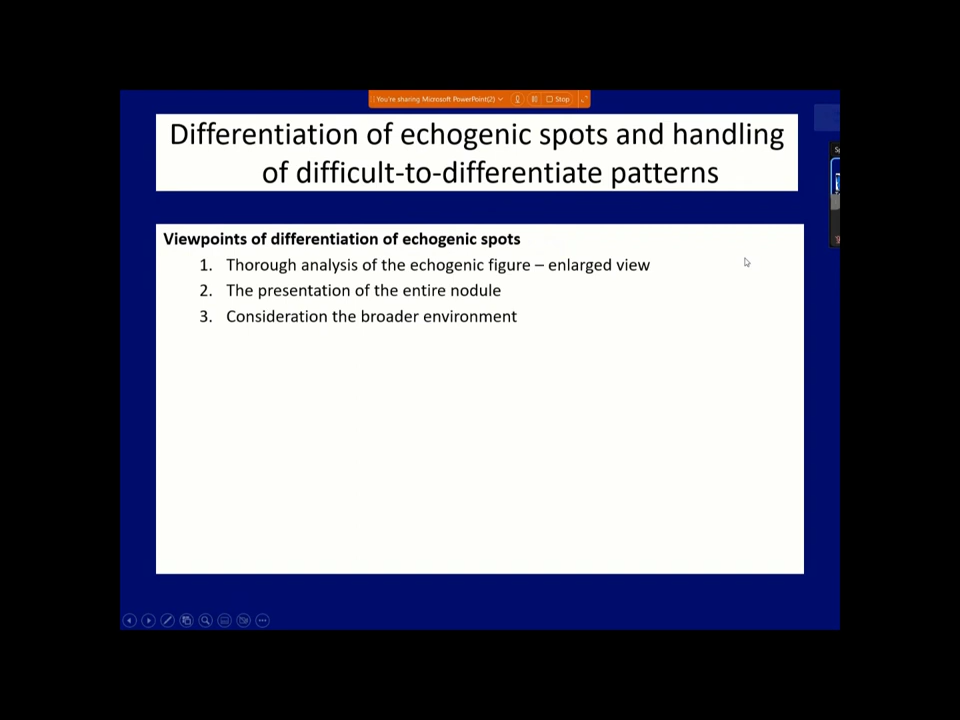 You're sharing Microsoft PowerPoint(2) Stop
Differentiation of echogenic spots and handling
of difficult-to-differentiate patterns
Viewpoints of differentiation of echogenic spots
1. Thorough analysis of the echogenic figure – enlarged view
2. The presentation of the entire nodule
3. Consideration the broader environment